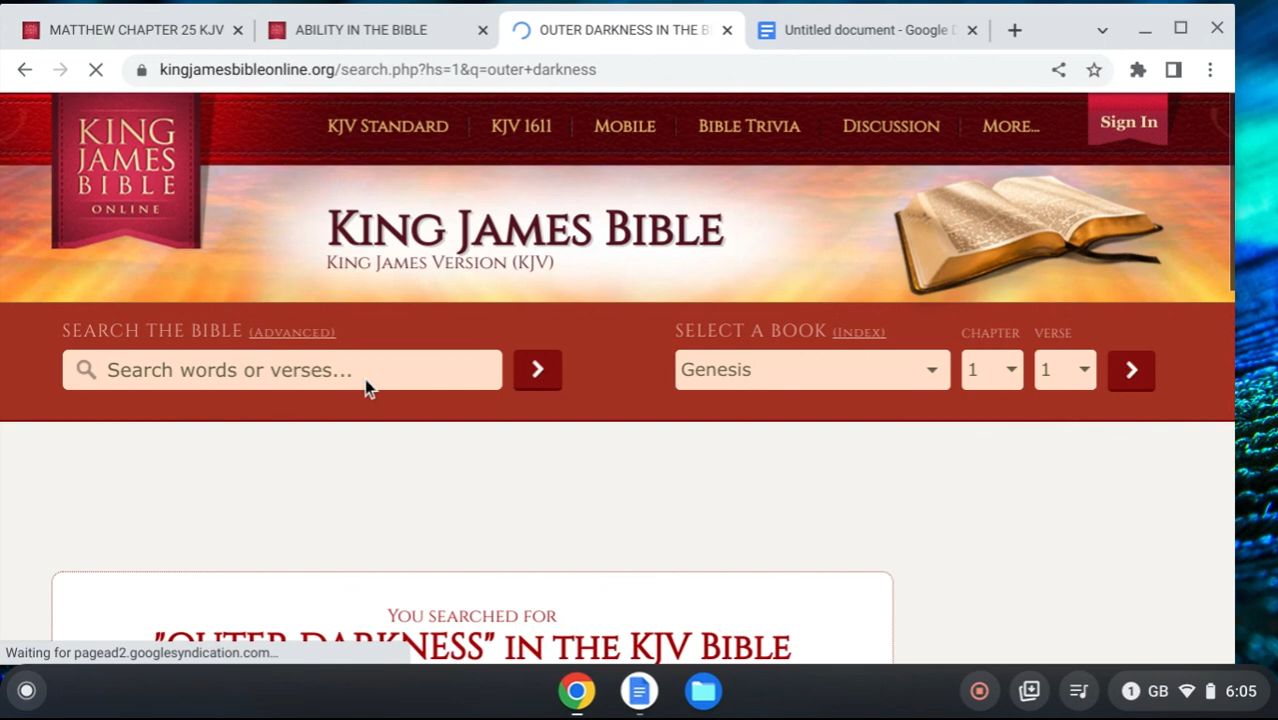 MATTHEW CHAPTER 25 KJV
ABILITY IN THE BIBLE
OUTER DARKNESS IN THE B
Untitled document - Google D
kingjamesbibleonline.org/search.php?hs=1&q=outer+darkness
KING
JAMES
BIBLE
ONLINE
KJV STANDARD
KJV 1611
MOBILE
BIBLE TRIVIA
DISCUSSION
MORE...
Sign In
KING JAMES BIBLE
KING JAMES VERSION (KJV)
SEARCH THE BIBLE (ADVANCED)
SELECT A BOOK (INDEX)
CHAPTER
VERSE
Search words or verses...
Genesis
1
1
YOU SEARCHED FOR
"OUTER DARKNESS" IN THE KJV BIBLE
Waiting for pagead2.googlesyndication.com...
1 GB 6:05